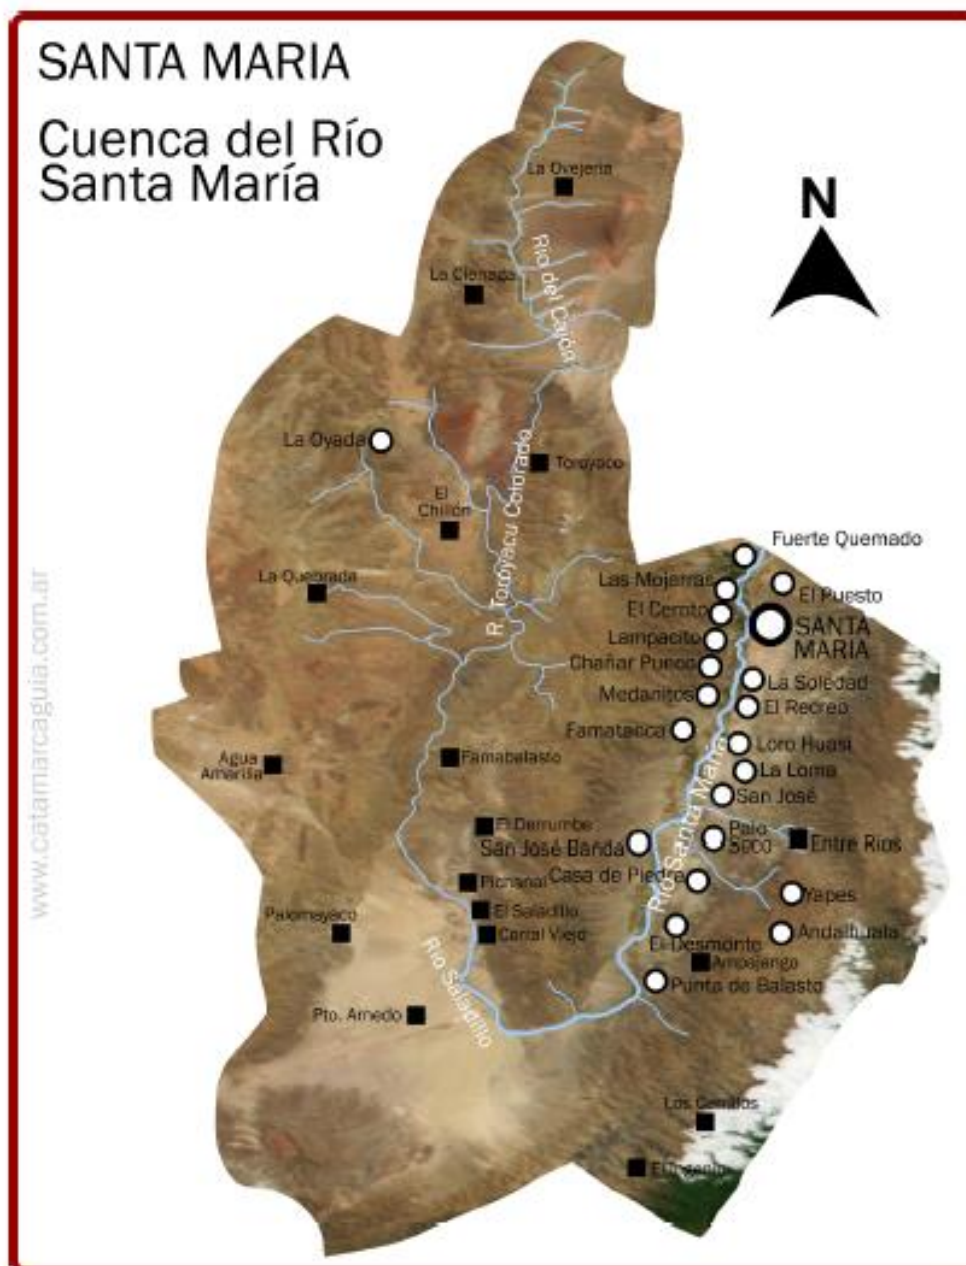 SANTA MARIA
Cuenca del Río
Santa María
N
La Ovejeria
La Cienaga
Río del Cajón
La Oyada
Toroyaco
R. Toroyacu Colorado
El
Chillón
La Quebrada
Fuerte Quemado
Las Mojarras
El Puesto
El Cerrito
SANTA
MARIA
Lampacito
Chañar Punco
La Soledad
Medanitos
El Recreo
Famatanca
Loro Huasi
Agua
Amarilla
Famabalasto
La Loma
San José
Río Santa María
El Derrumbe
San José Banda
Palo
Seco
Entre Rios
Pichanal
Casa de Piedra
Yapes
El Saladillo
Palomayaco
Corral Viejo
El Desmonte
Andalhuala
Ampajango
Río Saladillo
Punta de Balasto
Pto. Arnedo
Los Cerrillos
www.catamarcaguia.com.ar